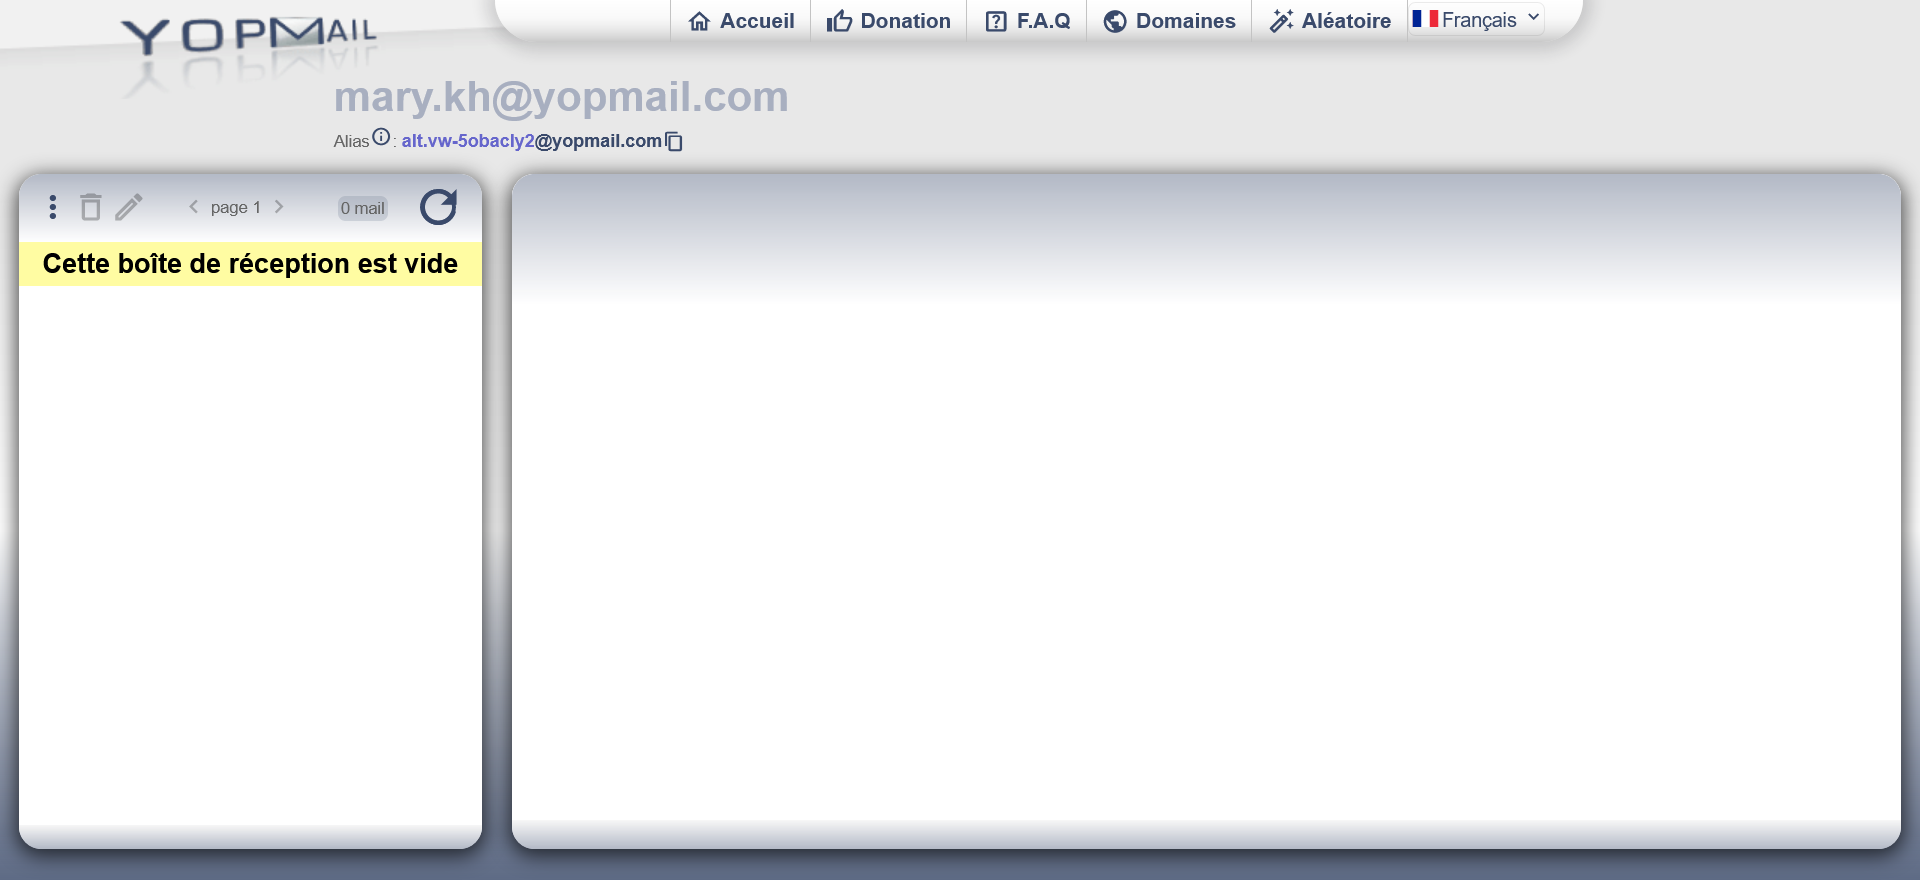 YOPMAIL
Accueil Donation F.A.Q Domaines Aléatoire Français
mary.kh@yopmail.com
Alias : alt.vw-5obacly2@yopmail.com
page 1 0 mail
Cette boîte de réception est vide